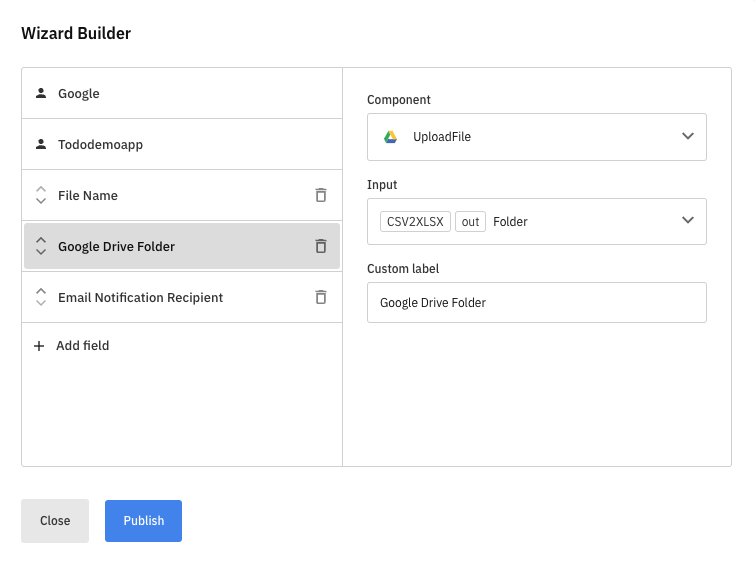 Wizard Builder
Google
Tododemoapp
File Name
Google Drive Folder
Email Notification Recipient
Add field
Component
UploadFile
Input
CSV2XLSX out Folder
Custom label
Google Drive Folder
Close Publish